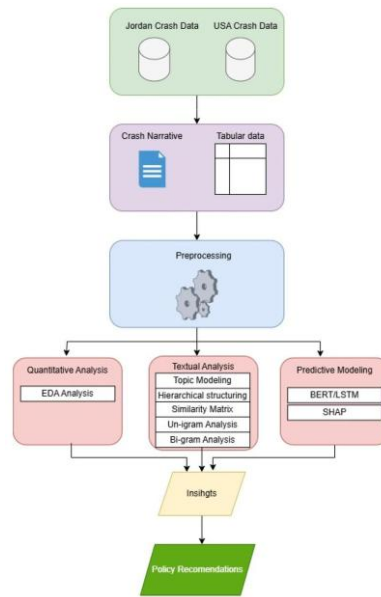 Jordan Crash Data
USA Crash Data
Crash Narrative
Tabular data
Preprocessing
Quantitative Analysis
EDA Analysis
Textual Analysis
Topic Modeling
Hierarchical structuring
Similarity Matrix
Un-igram Analysis
Bi-gram Analysis
Predictive Modeling
BERT/LSTM
SHAP
Insihgts
Policy Recomendations